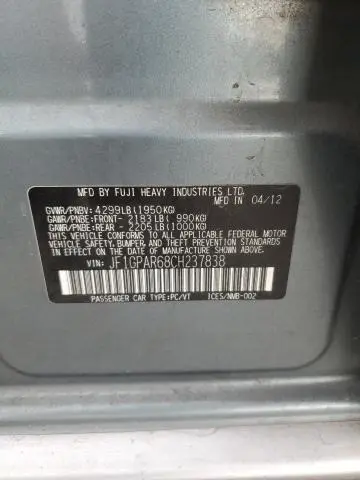 MFD BY FUJI HEAVY INDUSTRIES LTD.
MFD IN 04/12
GVWR/PNBV: 4299LB(1950KG)
GAWR/PNBE:FRONT- 2183LB( 990KG)
GAWR/PNBE:REAR - 2205LB(1000KG)
THIS VEHICLE CONFORMS TO ALL APPLICABLE FEDERAL MOTOR
VEHICLE SAFETY, BUMPER, AND THEFT PREVENTION STANDARDS
IN EFFECT ON THE DATE OF MANUFACTURE SHOWN ABOVE.
VIN: JF1GPAR68CH237838
PASSENGER CAR TYPE:PC/VT ICES/NMB-002